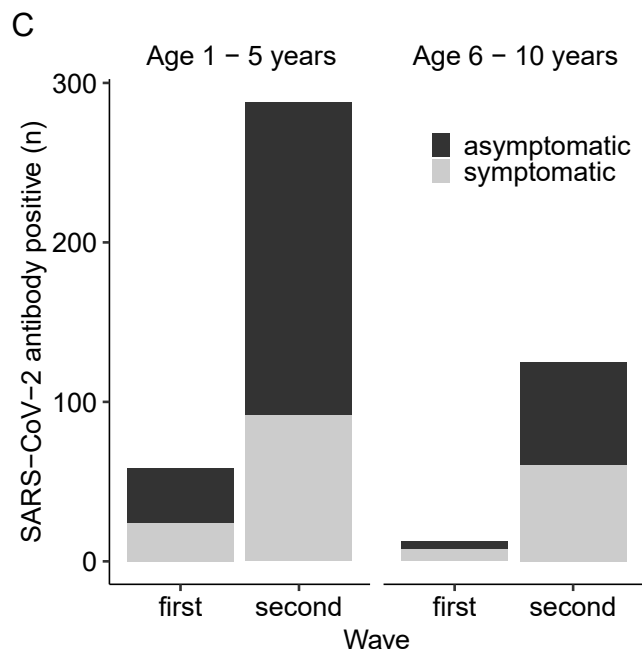 C
Age 1 − 5 years
Age 6 − 10 years
SARS−CoV−2 antibody positive (n)
300
200
100
0
asymptomatic
symptomatic
first
second
first
second
Wave